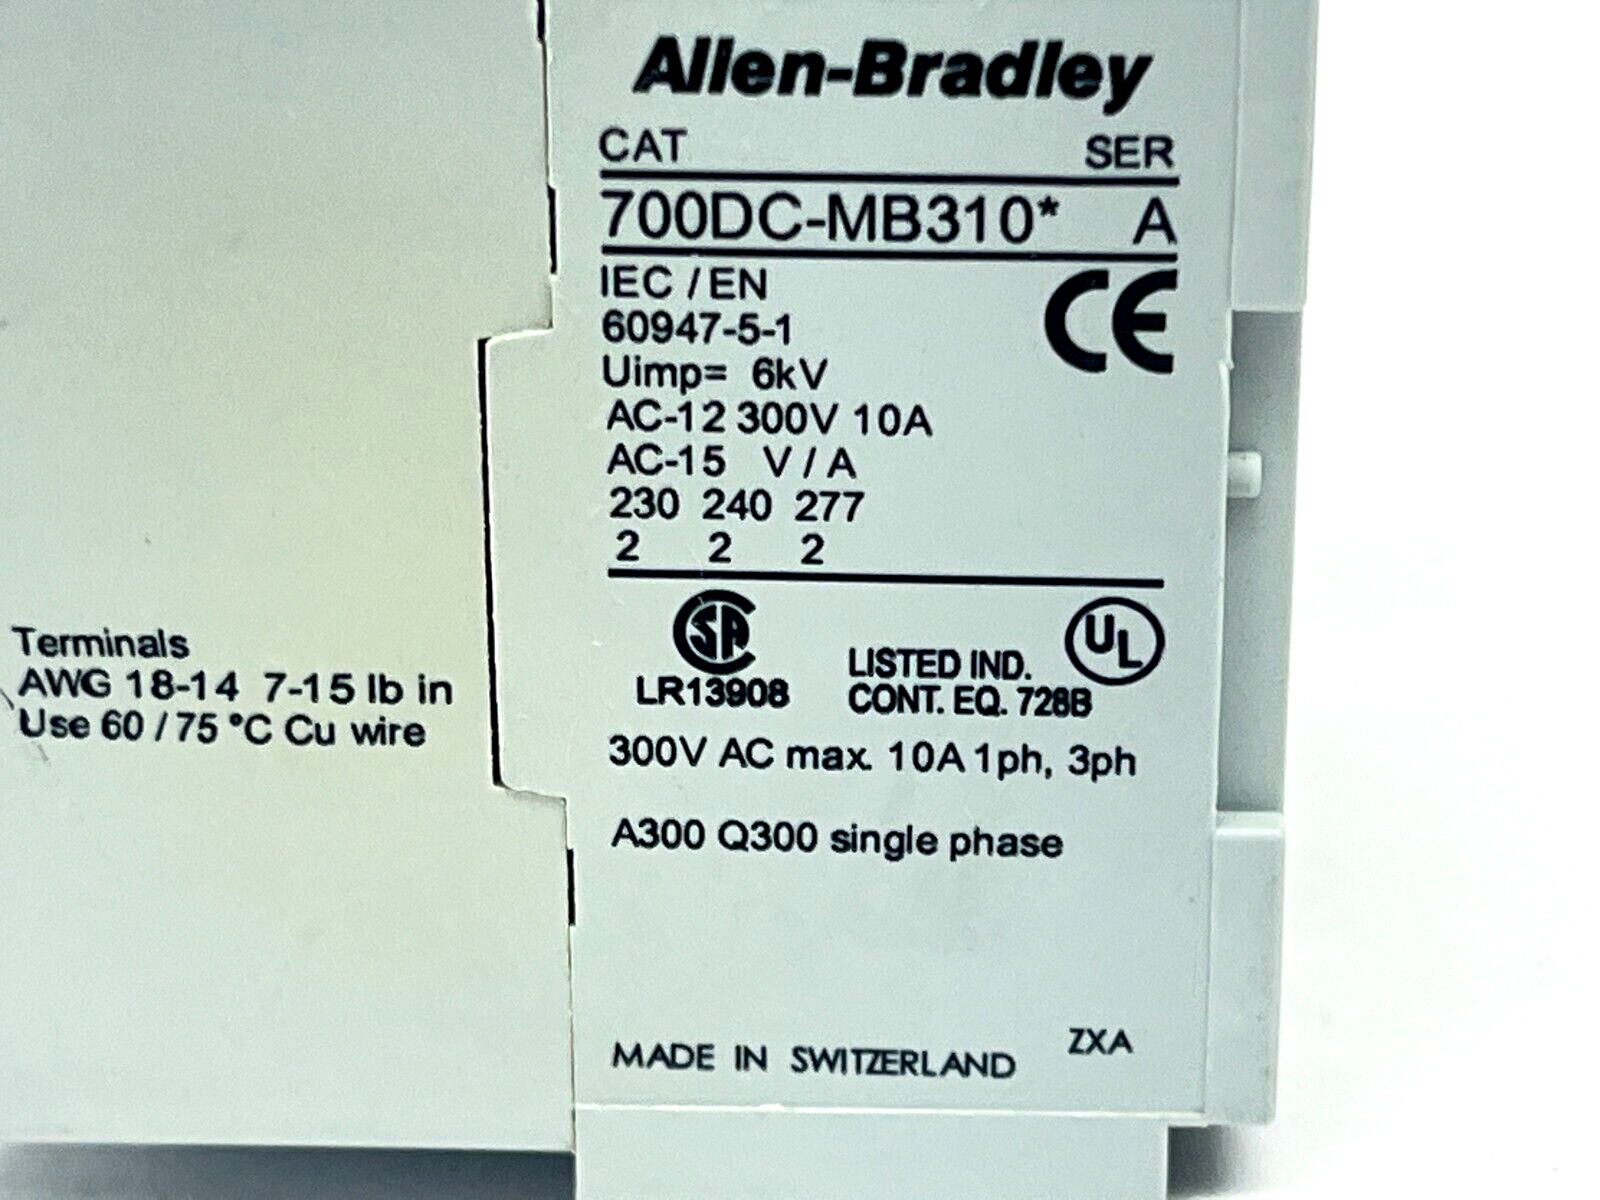 Allen-Bradley
CAT SER
700DC-MB310* A
IEC / EN
60947-5-1
Uimp= 6kV
AC-12 300V 10A
AC-15 V / A
230 240 277
2 2 2
CE
SA
LR13908
LISTED IND.
CONT. EQ. 728B
UL
300V AC max. 10A 1ph, 3ph
A300 Q300 single phase
MADE IN SWITZERLAND ZXA
Terminals
AWG 18-14 7-15 lb in
Use 60 / 75 °C Cu wire